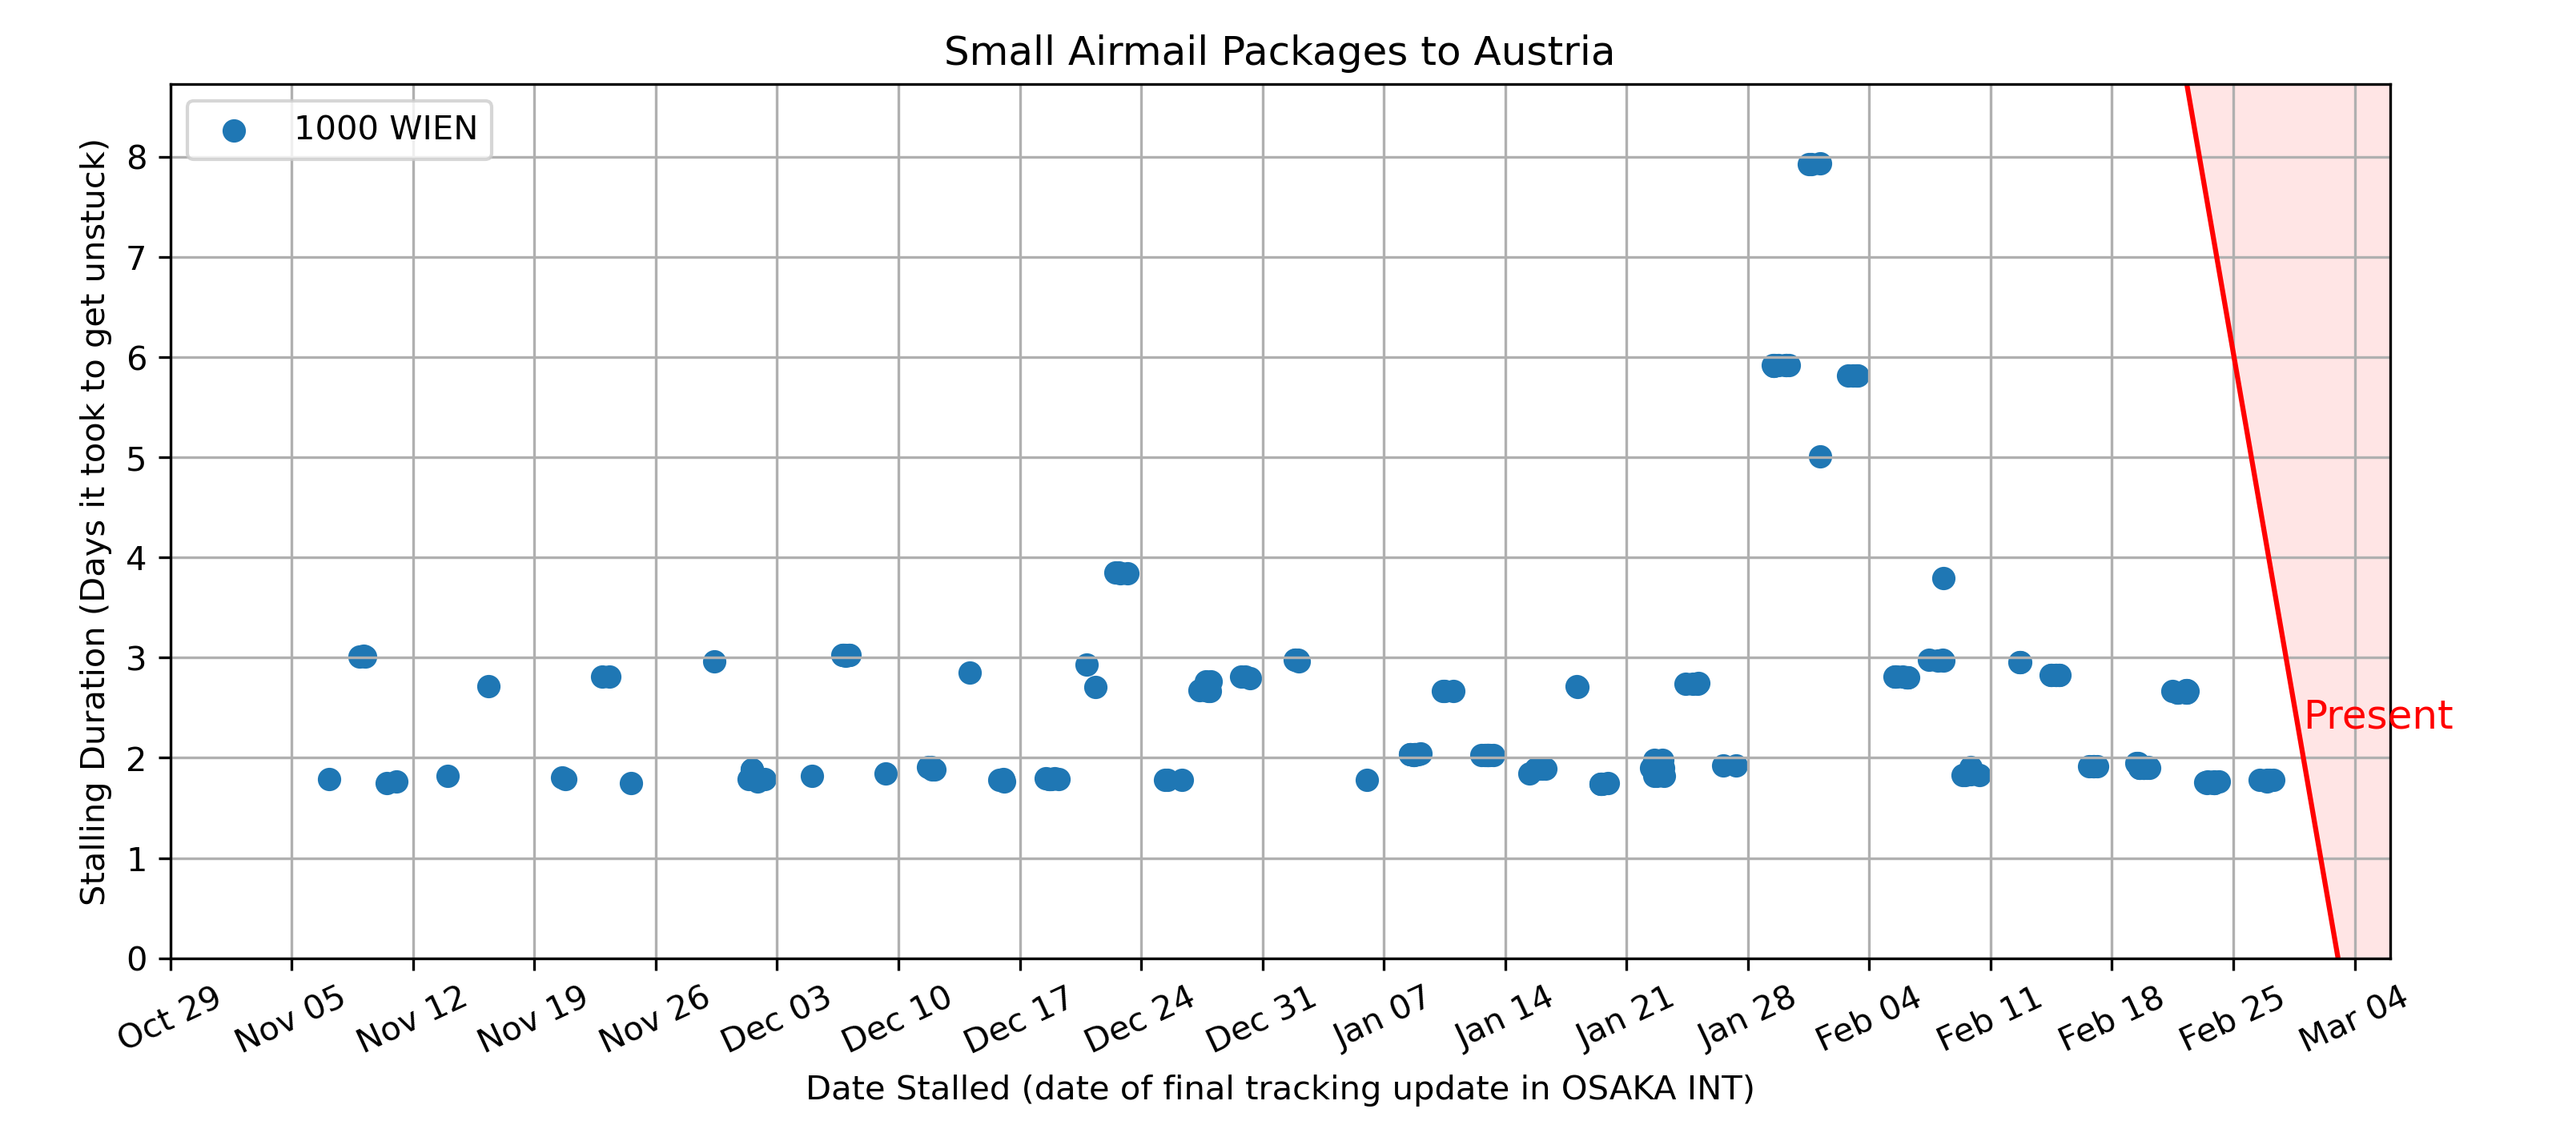 Small Airmail Packages to Austria
1000 WIEN
Stalling Duration (Days it took to get unstuck)
8
7
6
5
4
3
2
1
0
Present
Oct 29
Nov 05
Nov 12
Nov 19
Nov 26
Dec 03
Dec 10
Dec 17
Dec 24
Dec 31
Jan 07
Jan 14
Jan 21
Jan 28
Feb 04
Feb 11
Feb 18
Feb 25
Mar 04
Date Stalled (date of final tracking update in OSAKA INT)